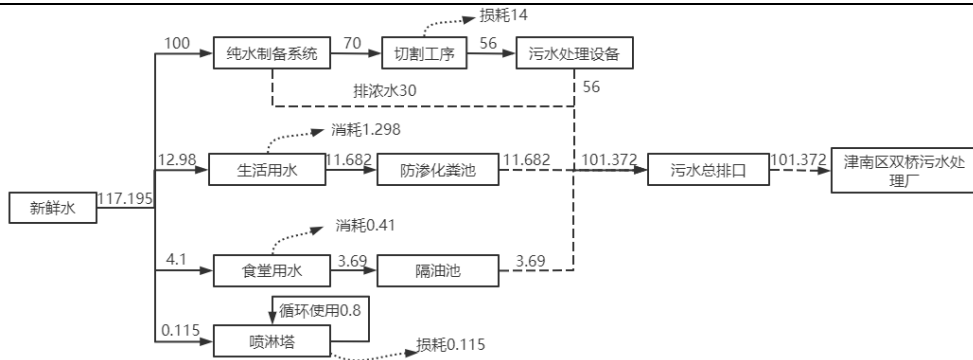 损耗14
100
纯水制备系统
70
切割工序
56
污水处理设备
排浓水30
56
消耗1.298
12.98
生活用水
11.682
防渗化粪池
11.682
101.372
污水总排口
101.372
津南区双桥污水处
理厂
新鲜水
117.195
消耗0.41
4.1
食堂用水
3.69
隔油池
3.69
循环使用0.8
0.115
喷淋塔
损耗0.115